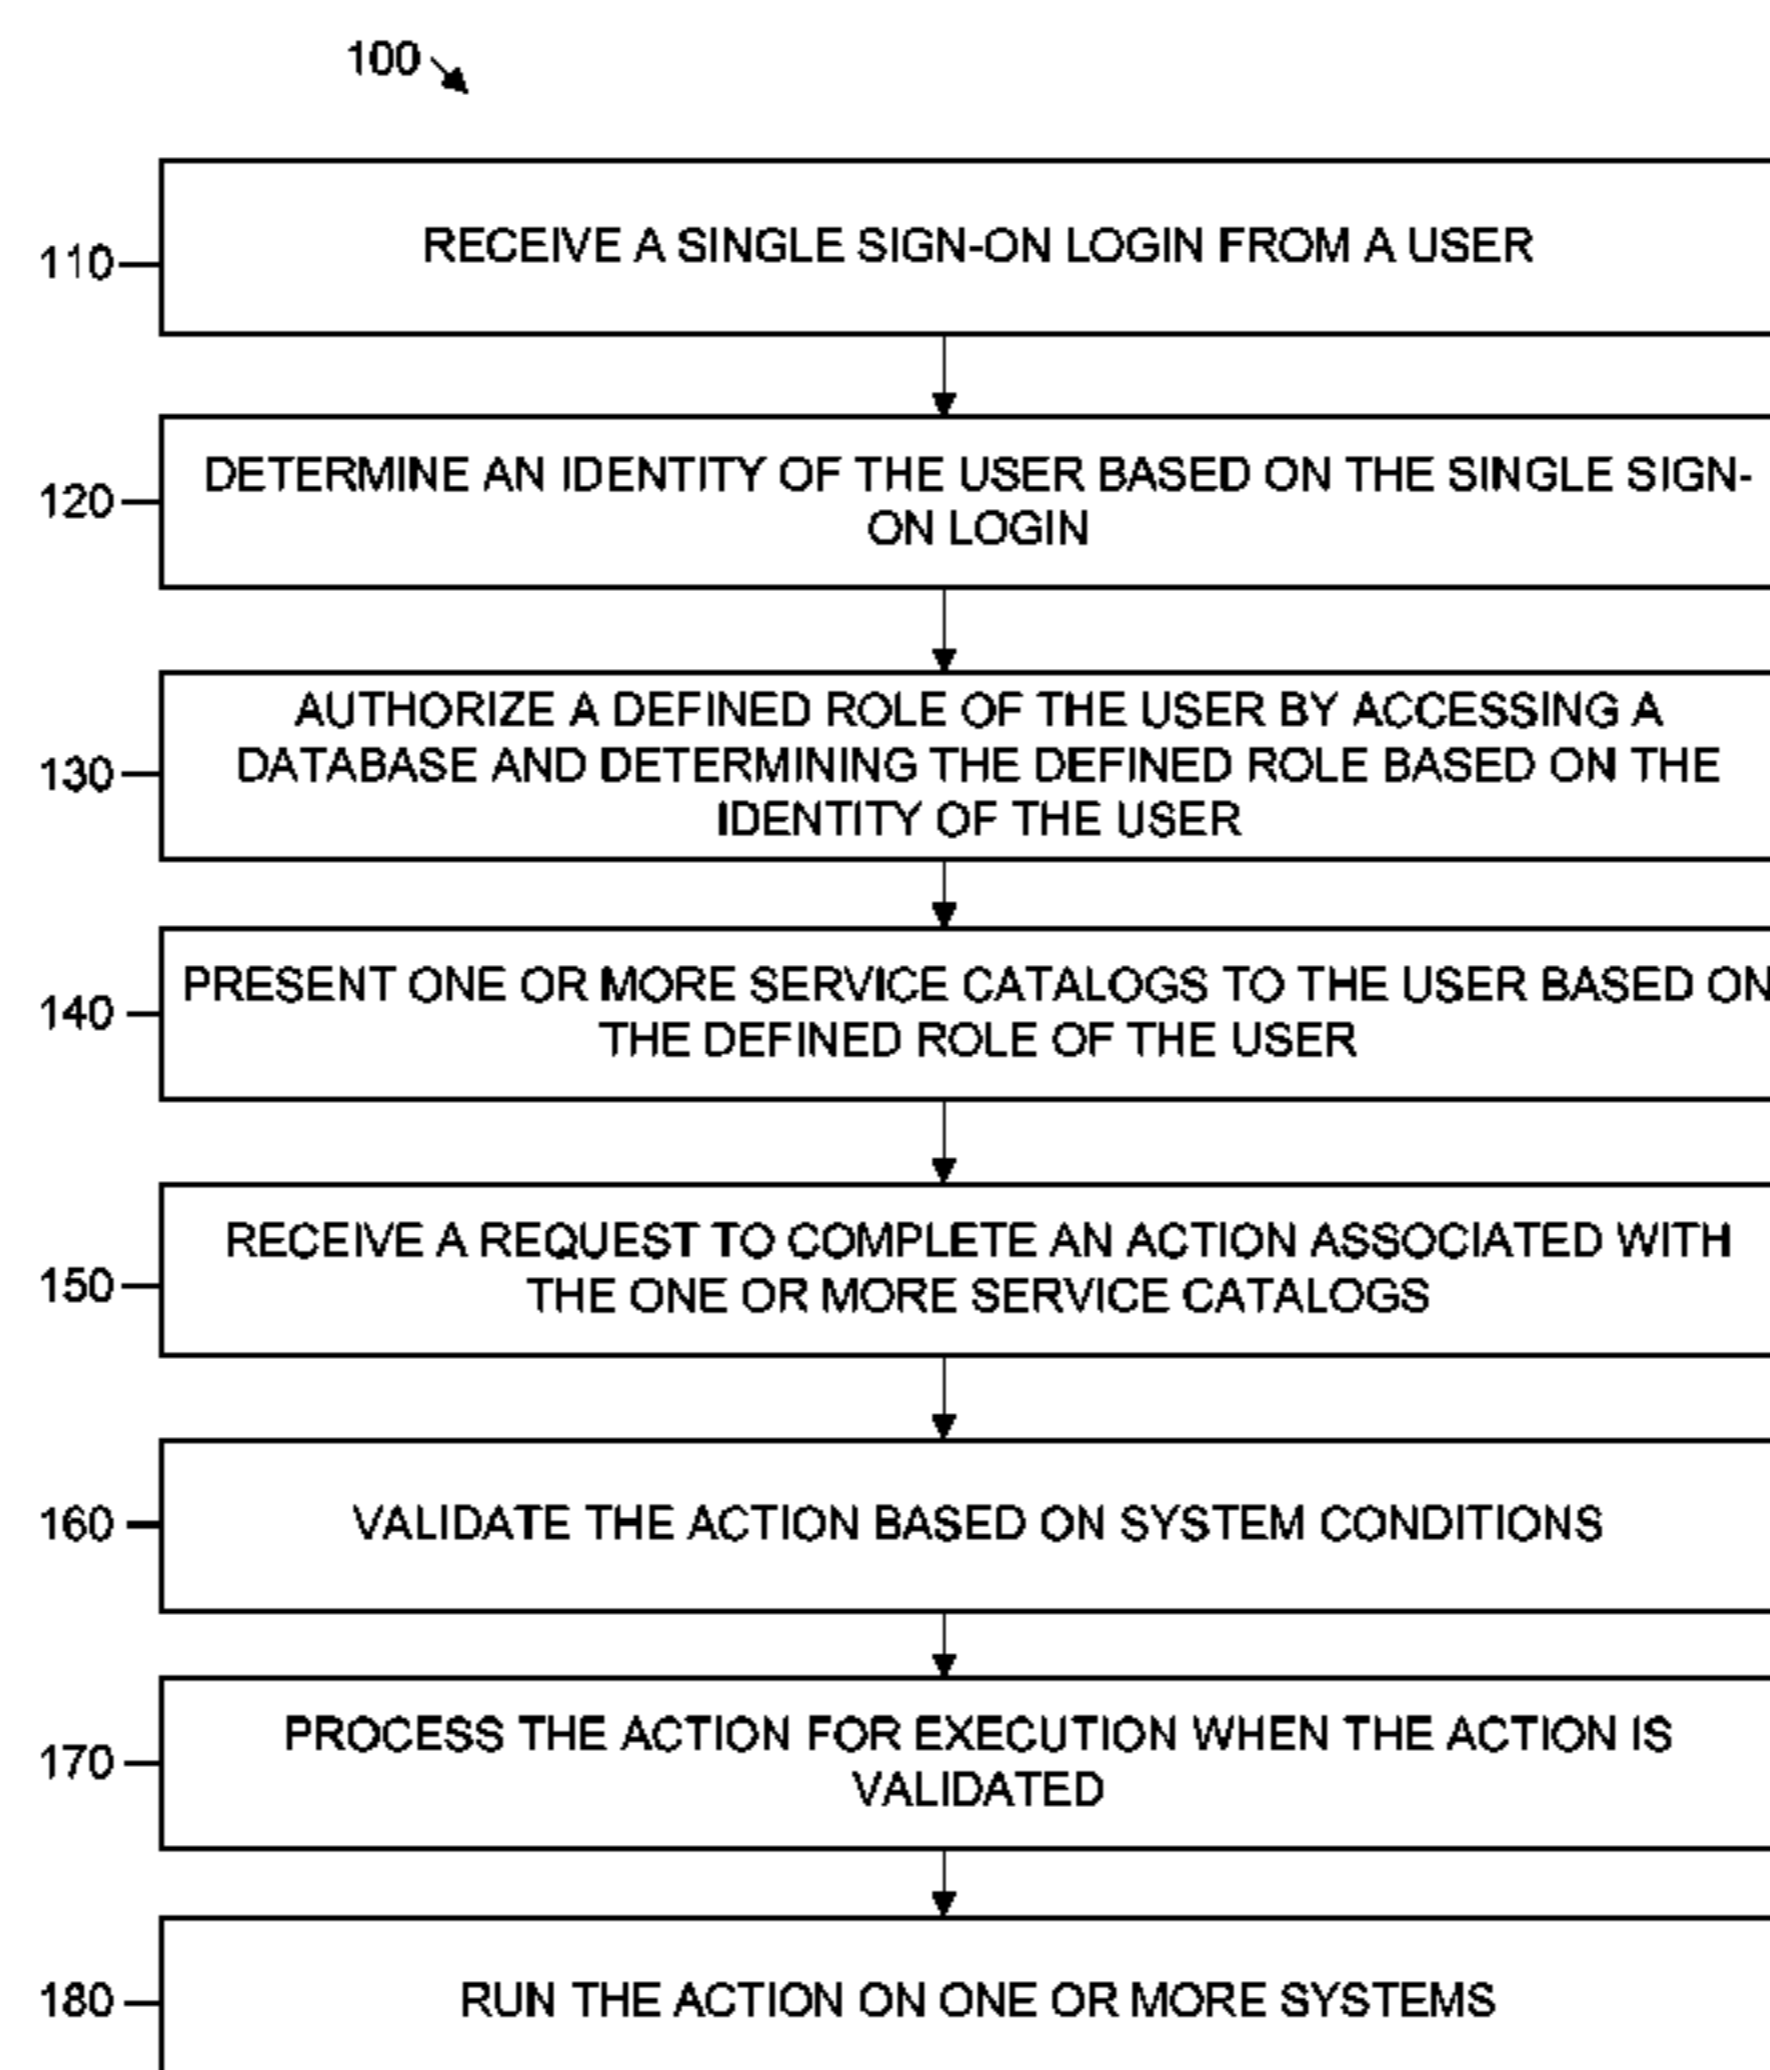 100
110
RECEIVE A SINGLE SIGN-ON LOGIN FROM A USER
120
DETERMINE AN IDENTITY OF THE USER BASED ON THE SINGLE SIGN-
ON LOGIN
130
AUTHORIZE A DEFINED ROLE OF THE USER BY ACCESSING A
DATABASE AND DETERMINING THE DEFINED ROLE BASED ON THE
IDENTITY OF THE USER
140
PRESENT ONE OR MORE SERVICE CATALOGS TO THE USER BASED ON
THE DEFINED ROLE OF THE USER
150
RECEIVE A REQUEST TO COMPLETE AN ACTION ASSOCIATED WITH
THE ONE OR MORE SERVICE CATALOGS
160
VALIDATE THE ACTION BASED ON SYSTEM CONDITIONS
170
PROCESS THE ACTION FOR EXECUTION WHEN THE ACTION IS
VALIDATED
180
RUN THE ACTION ON ONE OR MORE SYSTEMS